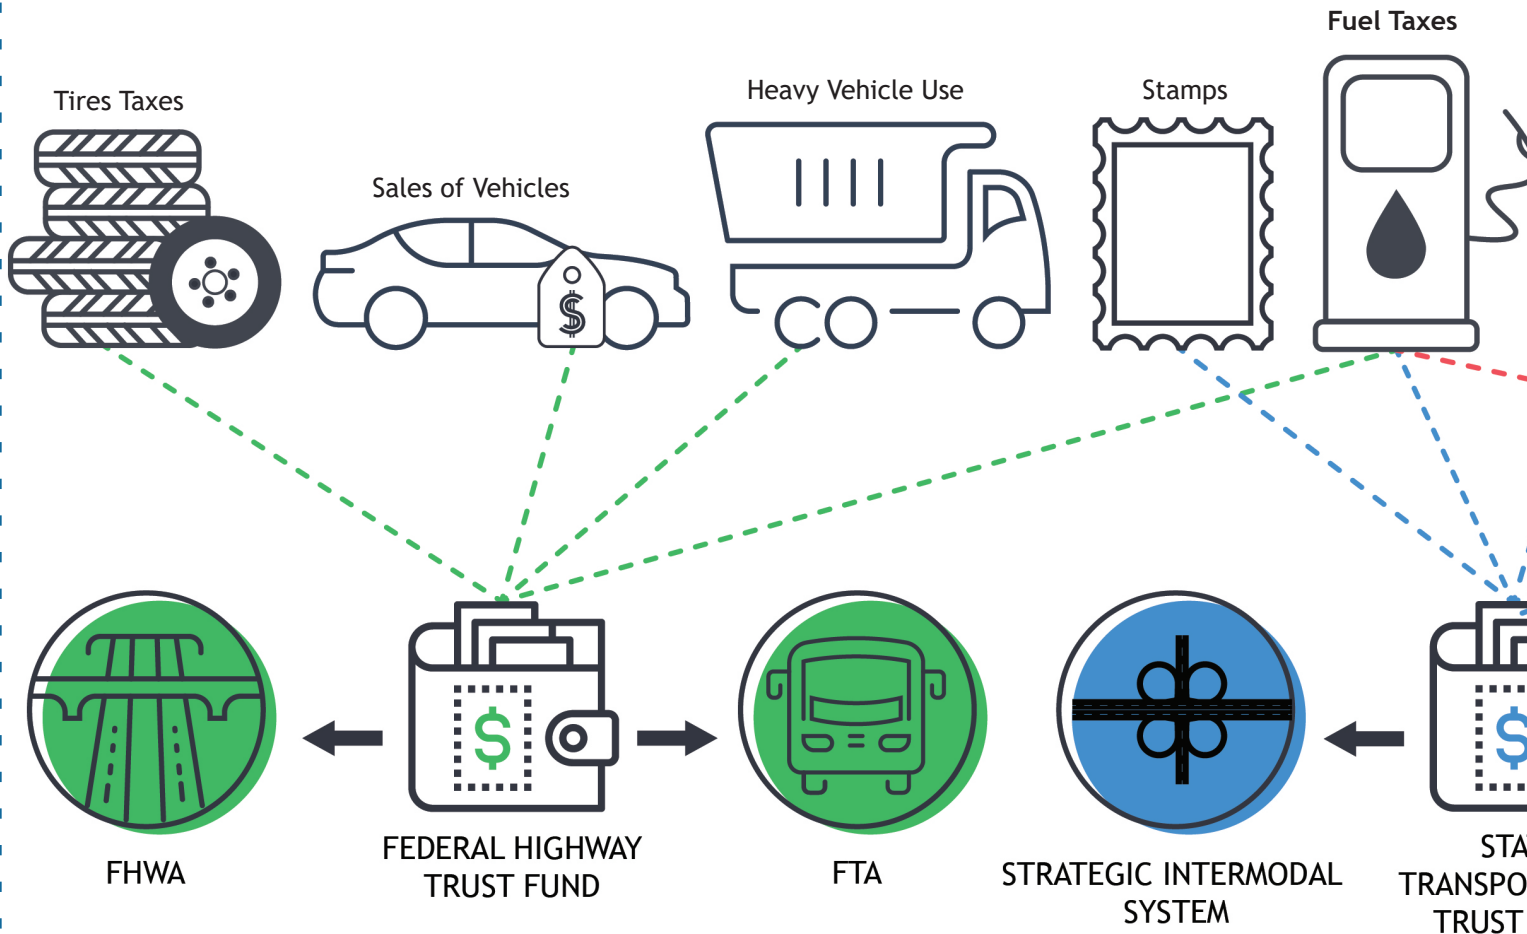 Fuel Taxes
Tires Taxes
Heavy Vehicle Use
Stamps
Sales of Vehicles
$
$
$
FHWA
FEDERAL HIGHWAY
TRUST FUND
FTA
STRATEGIC INTERMODAL
SYSTEM
TRUST